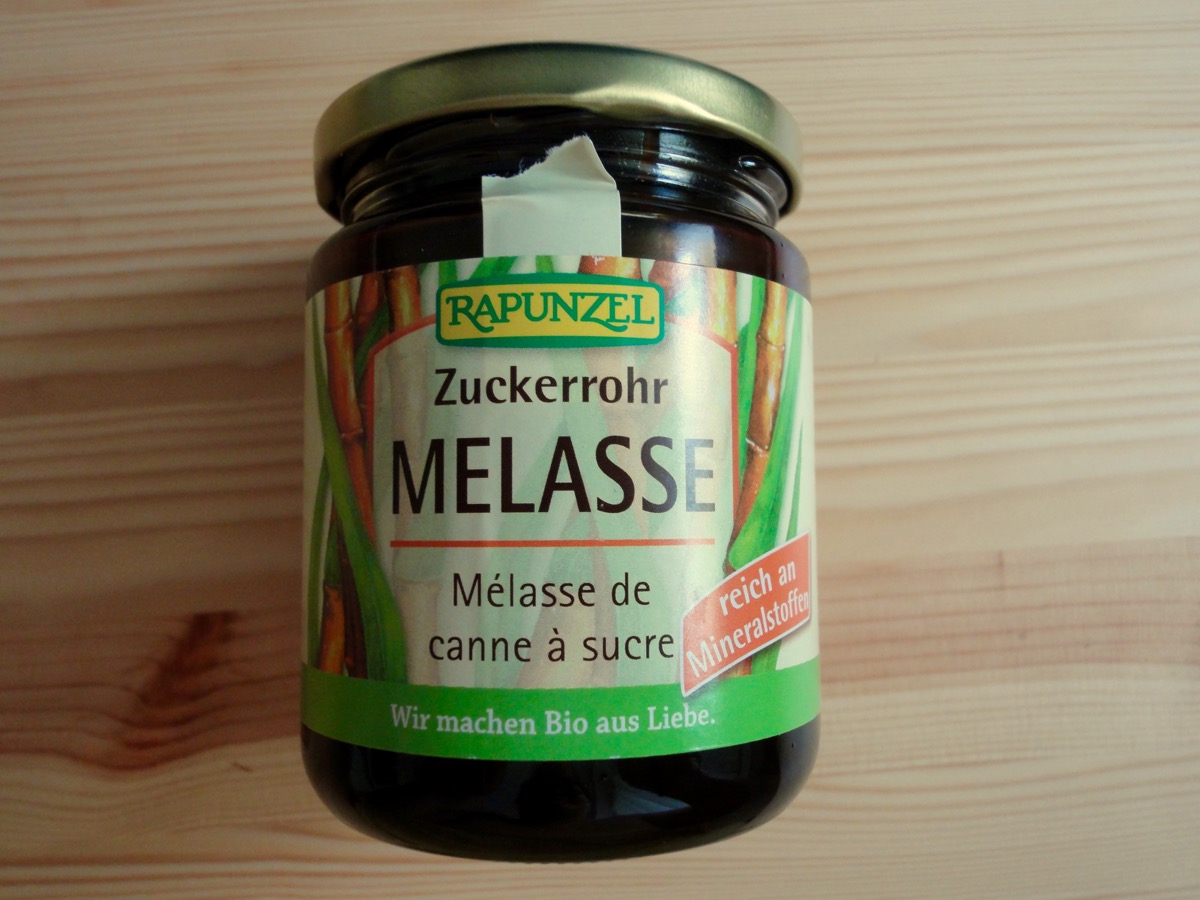 RAPUNZEL
Zuckerrohr
MELASSE
Mélasse de
canne à sucre
reich an
Mineralstoffen
Wir machen Bio aus Liebe.